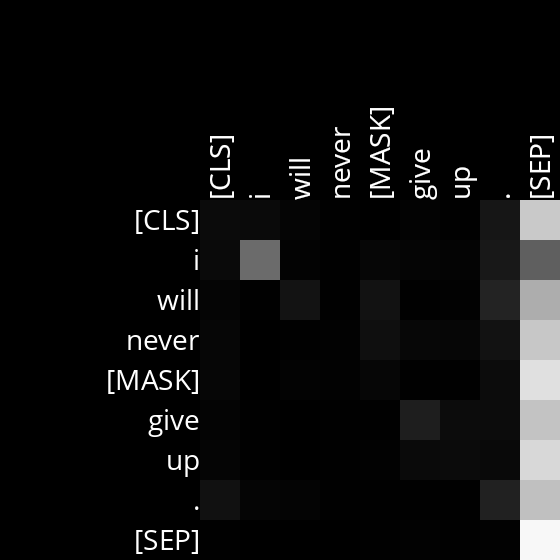 [CLS] i will never [MASK] give up . [SEP]
[CLS]
i
will
never
[MASK]
give
up
.
[SEP]